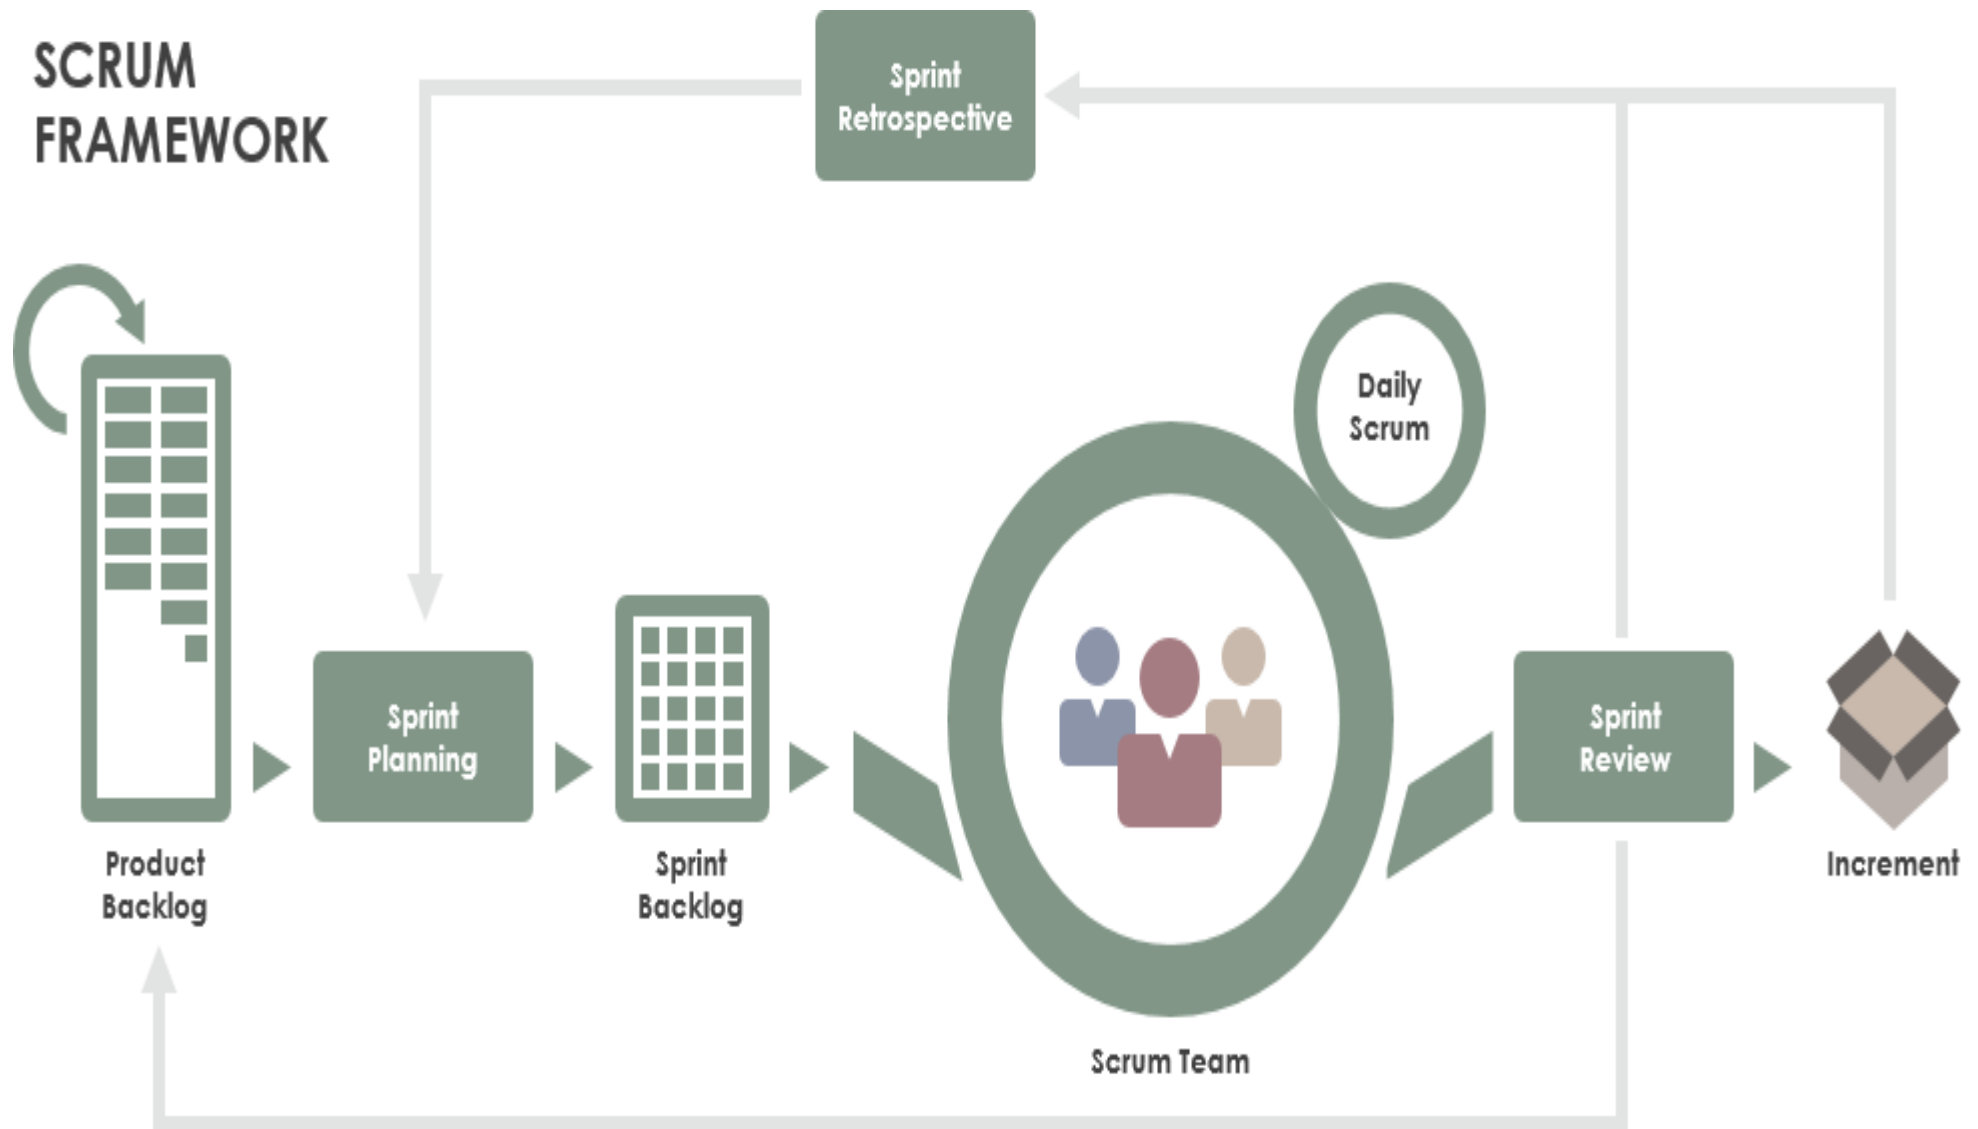 SCRUM
FRAMEWORK
Sprint
Retrospective
Daily
Scrum
Sprint
Planning
Sprint
Review
Product
Backlog
Sprint
Backlog
Increment
Scrum Team